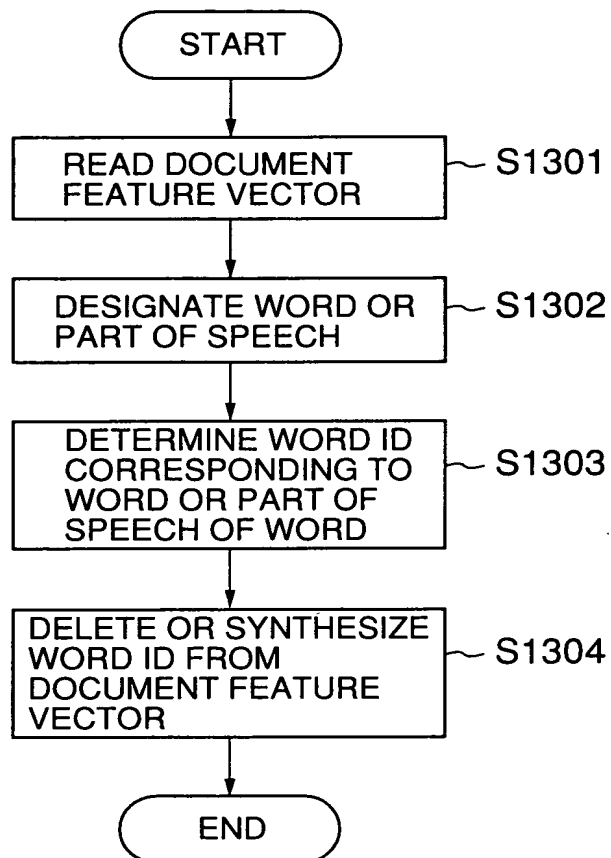 START
READ DOCUMENT
FEATURE VECTOR
S1301
DESIGNATE WORD OR
PART OF SPEECH
S1302
DETERMINE WORD ID
CORRESPONDING TO
WORD OR PART OF
SPEECH OF WORD
S1303
DELETE OR SYNTHESIZE
WORD ID FROM
DOCUMENT FEATURE
VECTOR
S1304
END